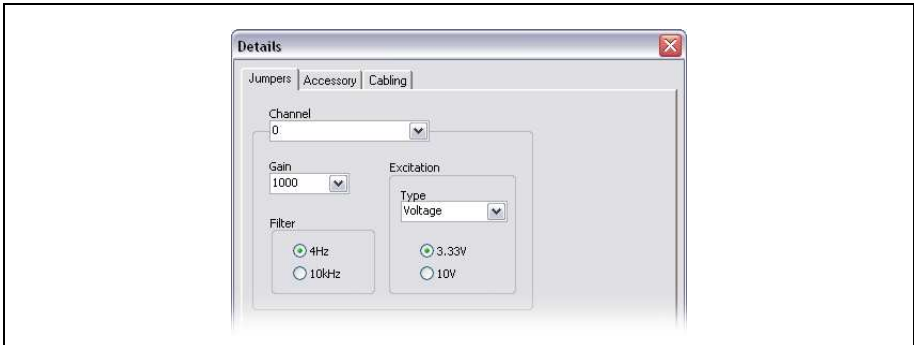 Details
Jumpers Accessory Cabling
Channel
0
Gain
1000
Excitation
Type
Voltage
Filter
4Hz
10kHz
3.33V
10V